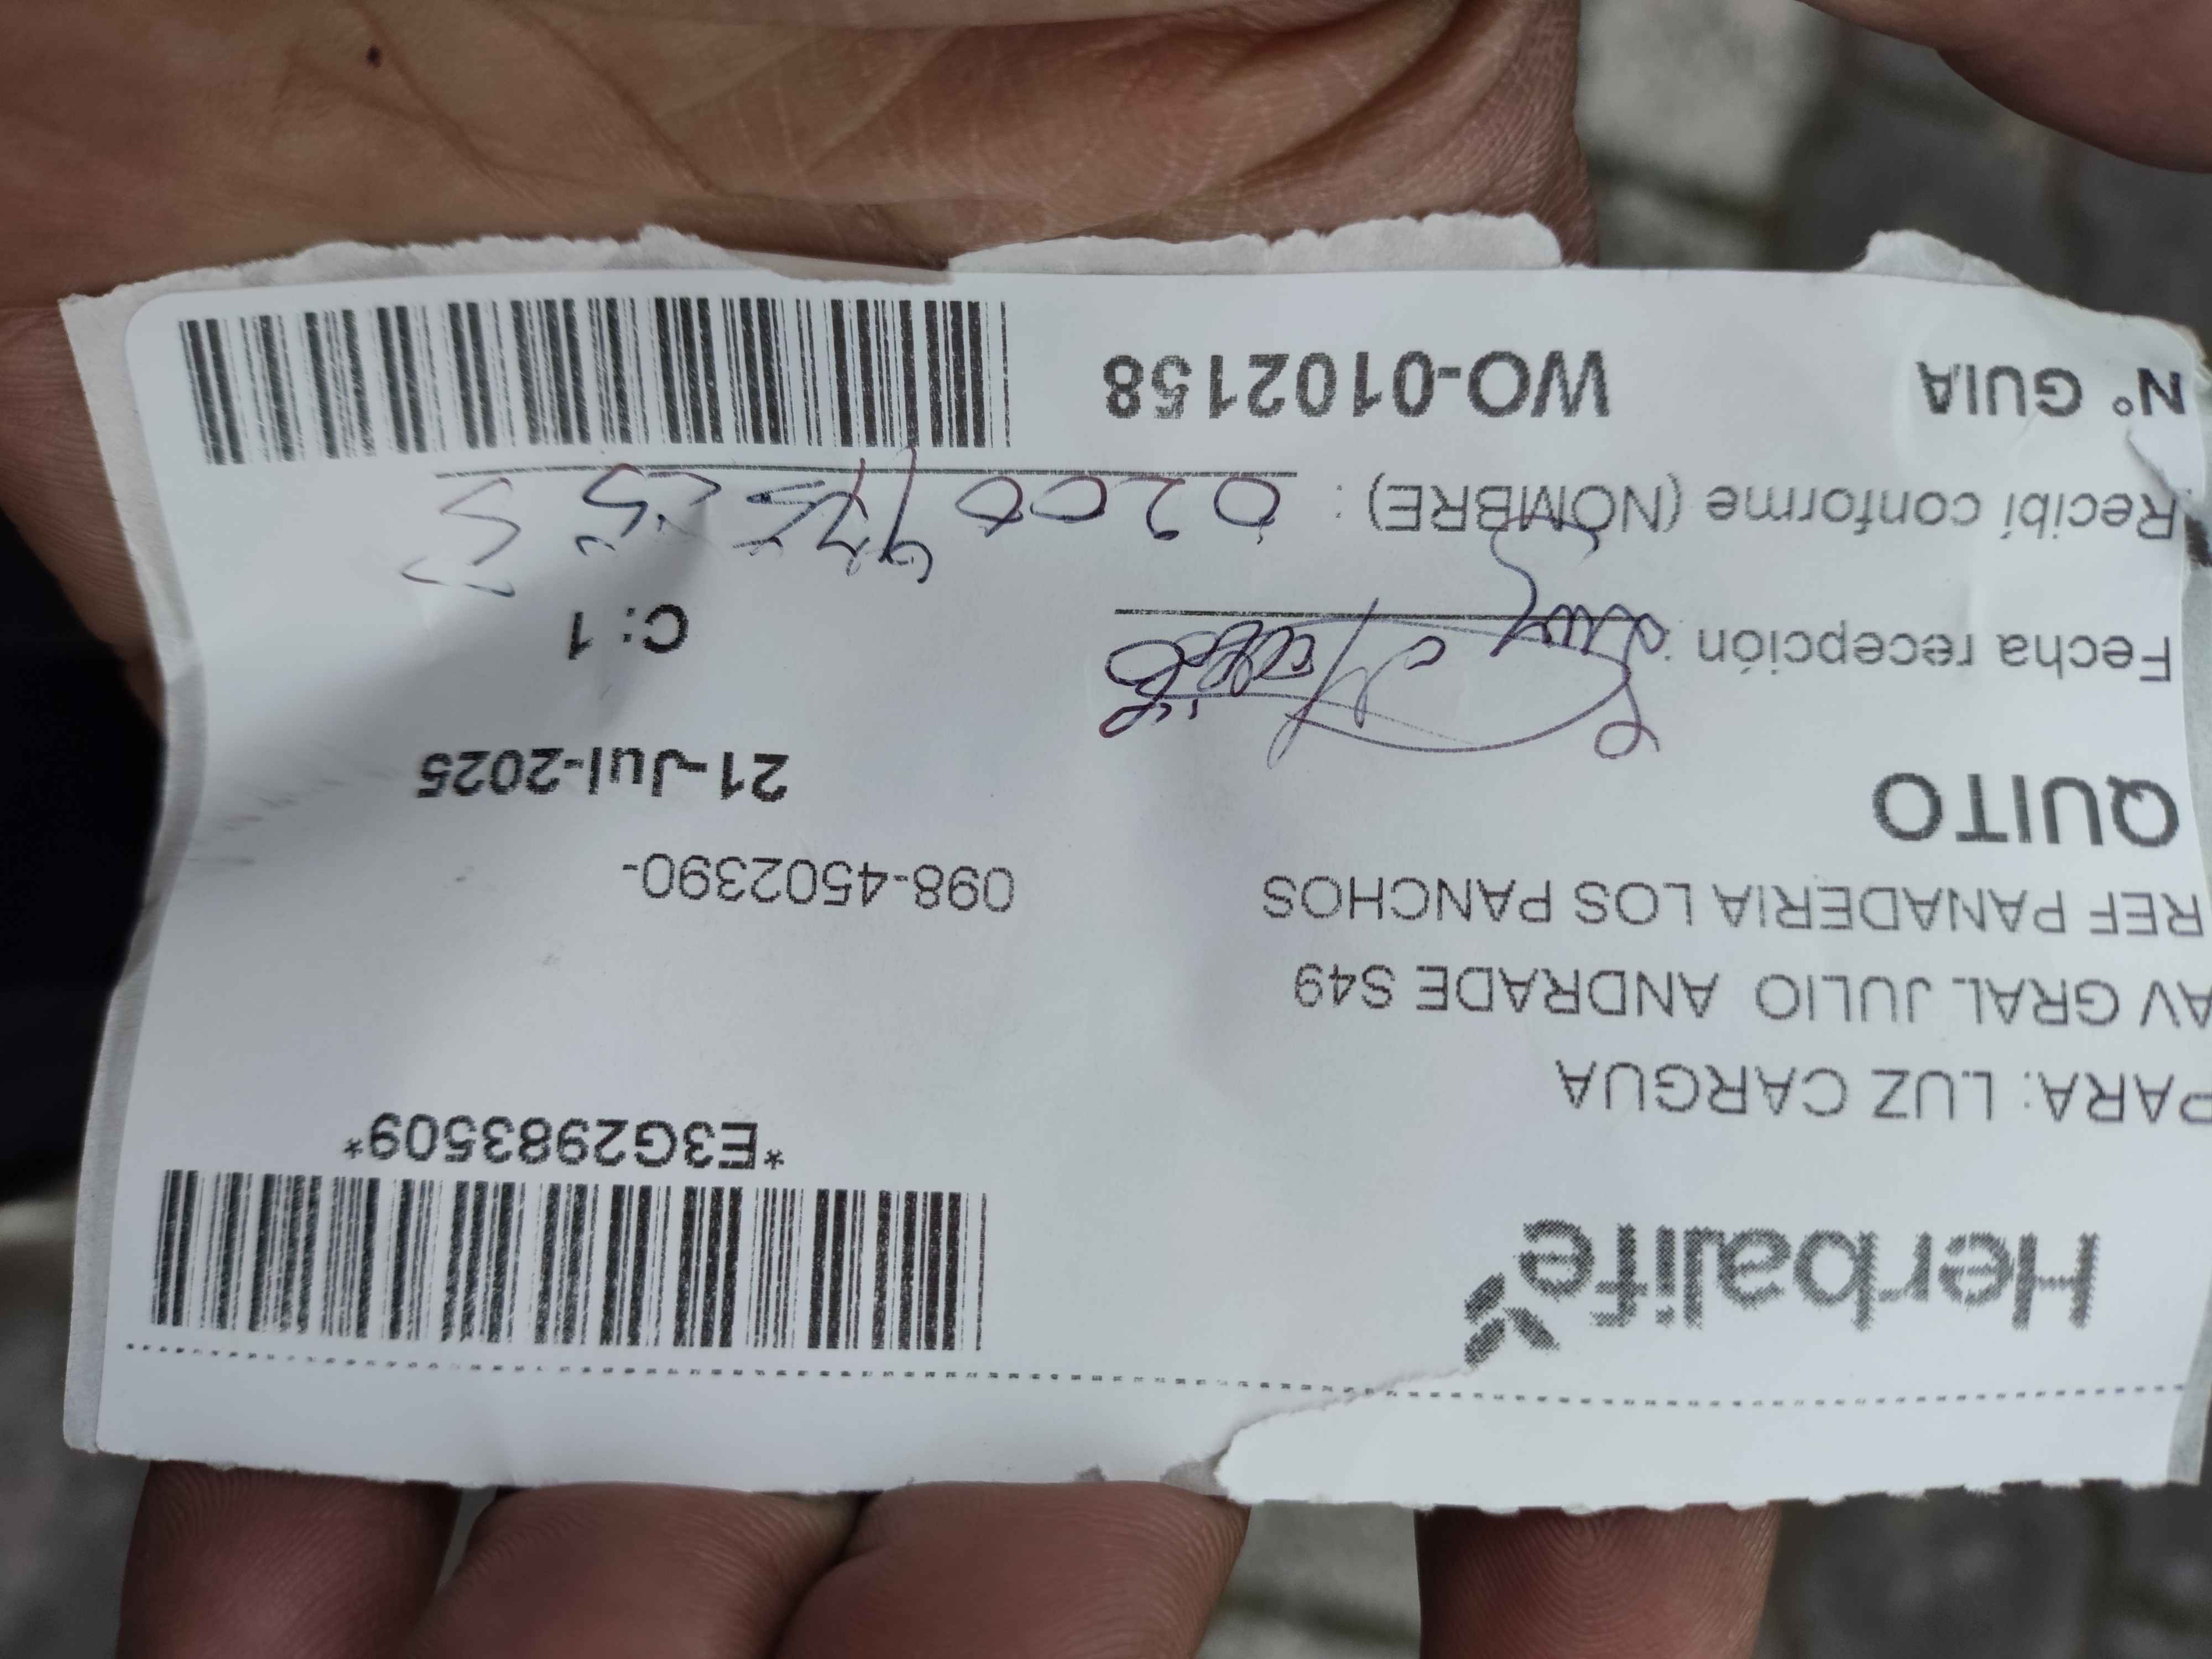 Herbalife
*E3G2983509*
PARA: LUZ CARGUA
AV GRAL JULIO ANDRADE S49
REF PANADERIA LOS PANCHOS
098-4502390-
QUITO
21-Jul-2025
Fecha recepción :
C: 1
Recibí conforme (NOMBRE) :
N° GUIA WO-0102158